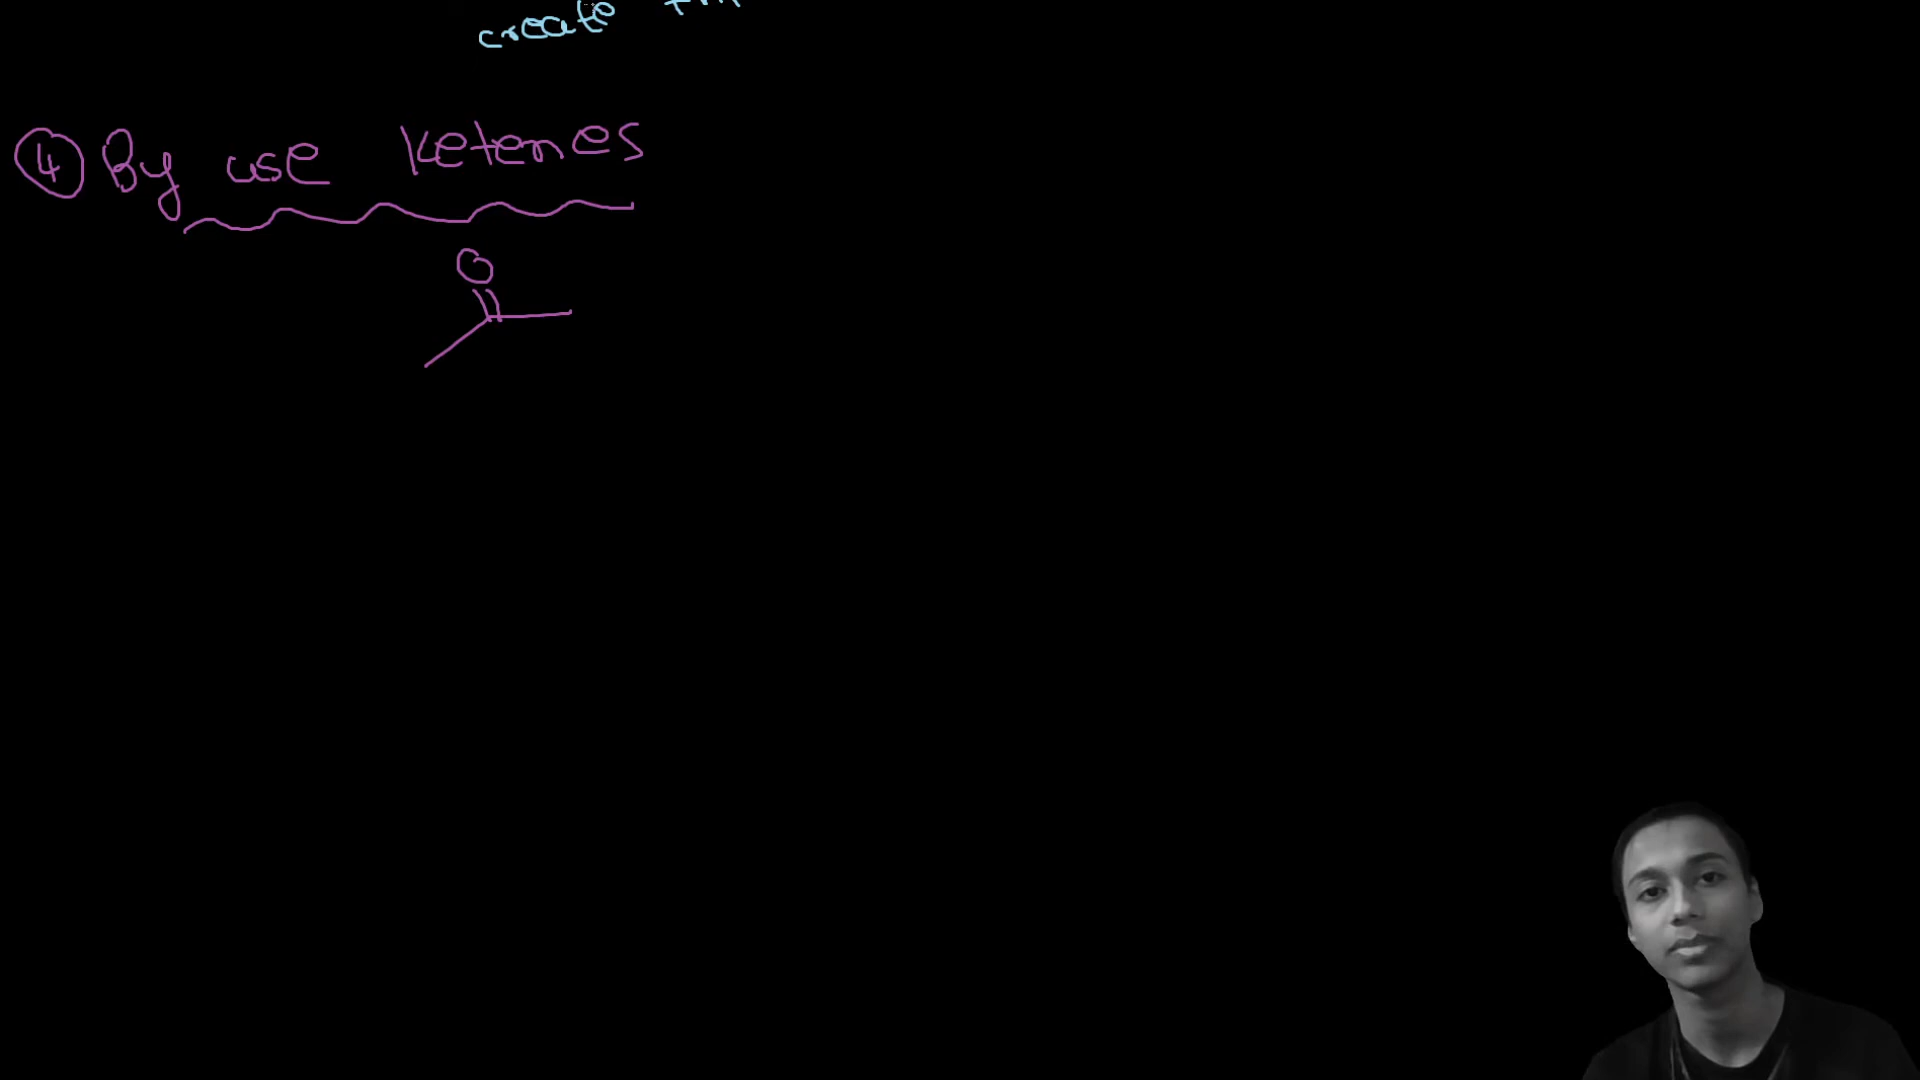 create
④ By use ketenes
O